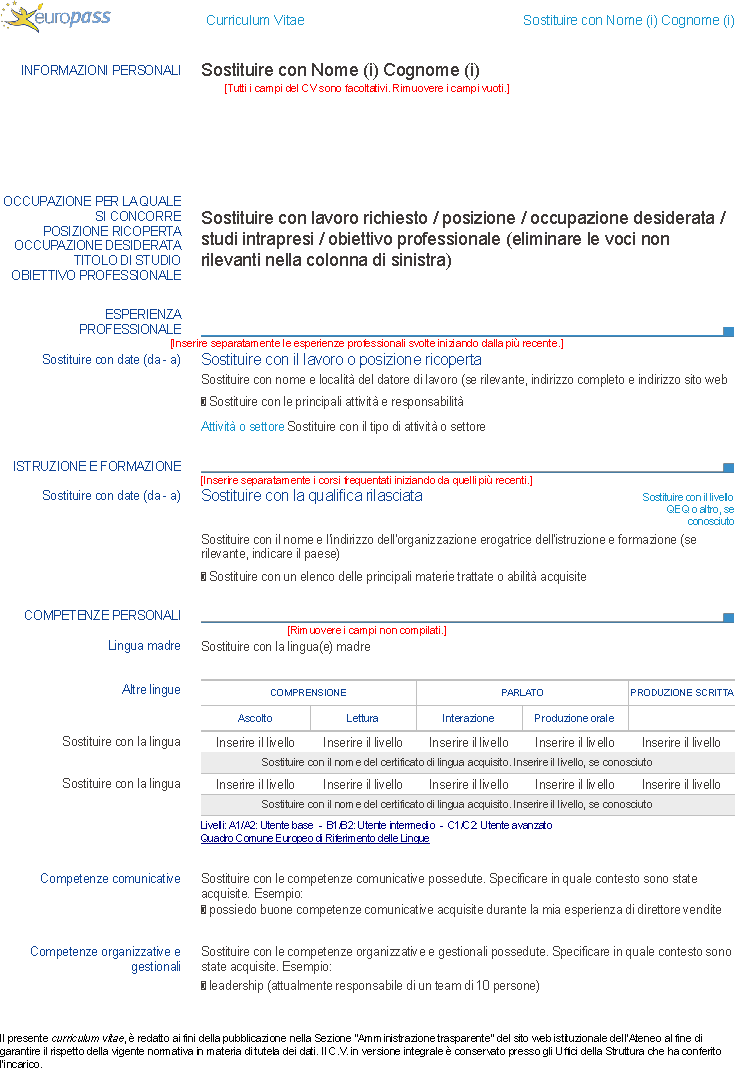 europass
Curriculum Vitae
Sostituire con Nome (i) Cognome (i)
INFORMAZIONI PERSONALI
Sostituire con Nome (i) Cognome (i)
[Tutti i campi del CV sono facoltativi. Rimuovere i campi vuoti.]
OCCUPAZIONE PER LA QUALE
SI CONCORRE
POSIZIONE RICOPERTA
OCCUPAZIONE DESIDERATA
TITOLO DI STUDIO
OBIETTIVO PROFESSIONALE
Sostituire con lavoro richiesto / posizione / occupazione desiderata /
studi intrapresi / obiettivo professionale (eliminare le voci non
rilevanti nella colonna di sinistra)
ESPERIENZA
PROFESSIONALE
[Inserire separatamente le esperienze professionali svolte iniziando dalla più recente.]
Sostituire con date (da - a)
Sostituire con il lavoro o posizione ricoperta
Sostituire con nome e località del datore di lavoro (se rilevante, indirizzo completo e indirizzo sito web
Sostituire con le principali attività e responsabilità
Attività o settore Sostituire con il tipo di attività o settore
ISTRUZIONE E FORMAZIONE
[Inserire separatamente i corsi frequentati iniziando da quelli più recenti.]
Sostituire con date (da - a)
Sostituire con la qualifica rilasciata
Sostituire con il livello
QEQ o altro, se
conosciuto
Sostituire con il nome e l'indirizzo dell'organizzazione erogatrice dell'istruzione e formazione (se
rilevante, indicare il paese)
Sostituire con un elenco delle principali materie trattate o abilità acquisite
COMPETENZE PERSONALI
[Rimuovere i campi non compilati.]
Lingua madre
Sostituire con la lingua(e) madre
Altre lingue
COMPRENSIONE PARLATO PRODUZIONE SCRITTA
Ascolto Lettura Interazione Produzione orale
Sostituire con la lingua Inserire il livello Inserire il livello Inserire il livello Inserire il livello Inserire il livello
Sostituire con il nome del certificato di lingua acquisito. Inserire il livello, se conosciuto
Sostituire con la lingua Inserire il livello Inserire il livello Inserire il livello Inserire il livello Inserire il livello
Sostituire con il nome del certificato di lingua acquisito. Inserire il livello, se conosciuto
Livelli: A1/A2: Utente base - B1/B2: Utente intermedio - C1/C2: Utente avanzato
Quadro Comune Europeo di Riferimento delle Lingue
Competenze comunicative
Sostituire con le competenze comunicative possedute. Specificare in quale contesto sono state
acquisite. Esempio:
possiedo buone competenze comunicative acquisite durante la mia esperienza di direttore vendite
Competenze organizzative e
gestionali
Sostituire con le competenze organizzative e gestionali possedute. Specificare in quale contesto sono
state acquisite. Esempio:
leadership (attualmente responsabile di un team di 10 persone)
Il presente curriculum vitae, è redatto ai fini della pubblicazione nella Sezione "Amministrazione trasparente" del sito web istituzionale dell'Ateneo al fine di
garantire il rispetto della vigente normativa in materia di tutela dei dati. Il C.V. in versione integrale è conservato presso gli Uffici della Struttura che ha conferito
l'incarico.